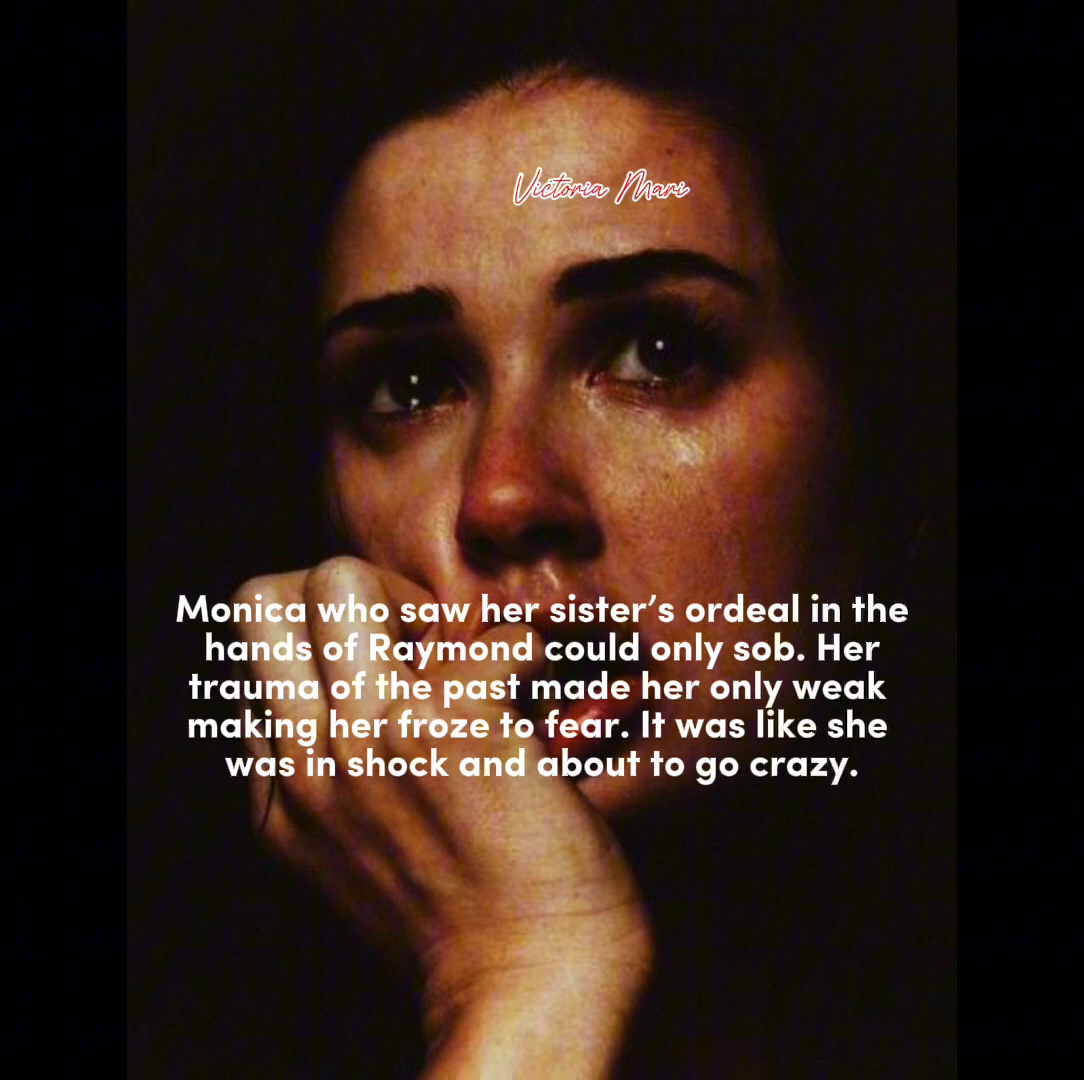 Victoria Mari
Monica who saw her sister’s ordeal in the
hands of Raymond could only sob. Her
trauma of the past made her only weak
making her froze to fear. It was like she
was in shock and about to go crazy.